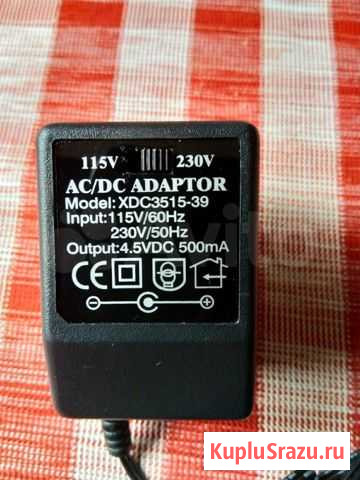 115V 230V
AC/DC ADAPTOR
Model: XDC3515-39
Input:115V/60Hz
230V/50Hz
Output:4.5VDC 500mA
CE
KupluSrazu.ru